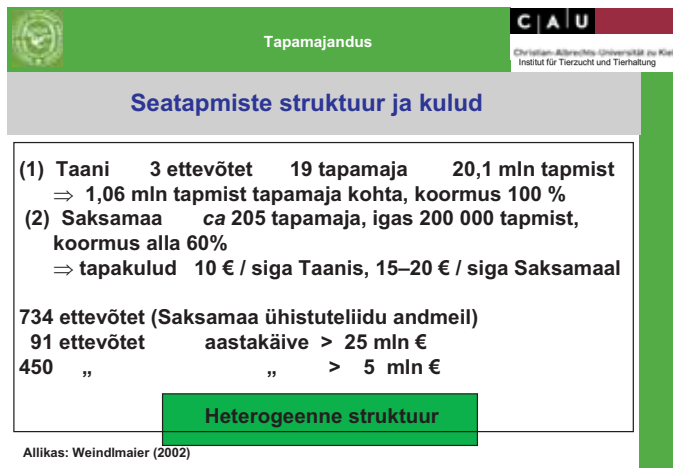 Tapamajandus
C A U
Christian-Albrechts-Universität zu Kiel
Institut für Tierzucht und Tierhaltung
Seatapmiste struktuur ja kulud
(1) Taani 3 ettevõtet 19 tapamaja 20,1 mln tapmist
⇒ 1,06 mln tapmist tapamaja kohta, koormus 100 %
(2) Saksamaa ca 205 tapamaja, igas 200 000 tapmist,
koormus alla 60%
⇒ tapakulud 10 € / siga Taanis, 15–20 € / siga Saksamaal
734 ettevõtet (Saksamaa ühistuteliidu andmeil)
91 ettevõtet aastakäive > 25 mln €
450 „ „ > 5 mln €
Heterogeenne struktuur
Allikas: Weindlmaier (2002)